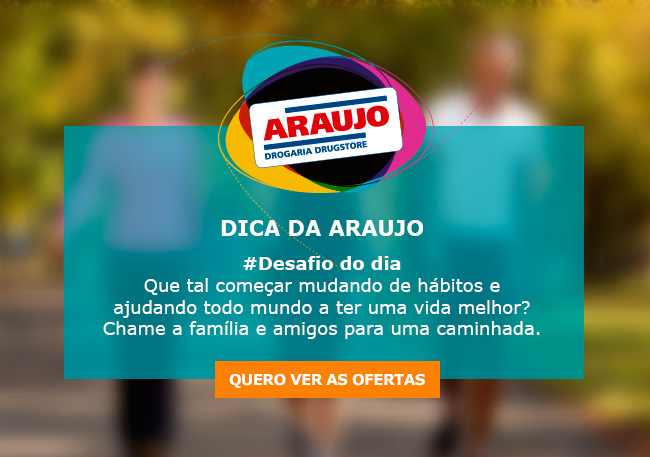 ARAUJO
DROGARIA DRUGSTORE
DICA DA ARAUJO
#Desafio do dia
Que tal começar mudando de hábitos e
ajudando todo mundo a ter uma vida melhor?
Chame a família e amigos para uma caminhada.
QUERO VER AS OFERTAS